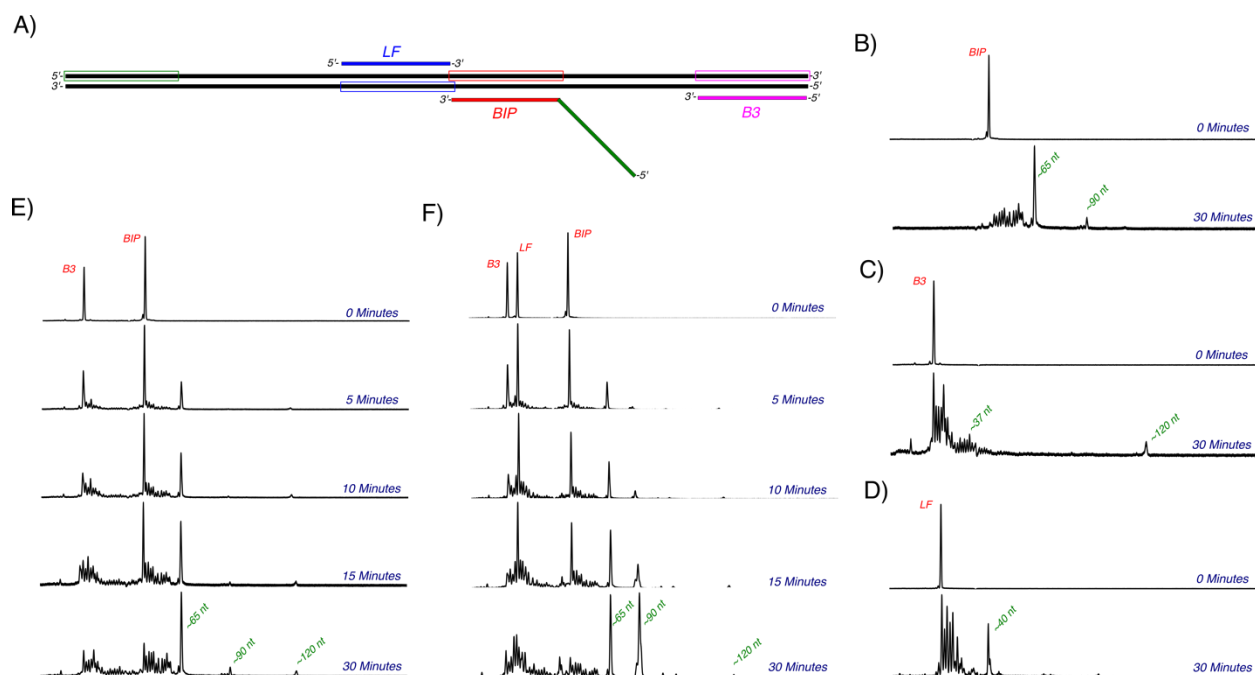 A)
LF
5'-
-3'
5'-
-3'
3'-
-5'
3'-
BIP
3'-
-5'
B3
-5'
B)
BIP
0 Minutes
~65 nt
~90 nt
30 Minutes
C)
B3
0 Minutes
~37 nt
~120 nt
30 Minutes
D)
LF
0 Minutes
~40 nt
30 Minutes
E)
BIP
B3
0 Minutes
5 Minutes
10 Minutes
15 Minutes
~65 nt
~90 nt
~120 nt
30 Minutes
F)
BIP
LF
B3
0 Minutes
5 Minutes
10 Minutes
15 Minutes
~65 nt
~90 nt
~120 nt
30 Minutes